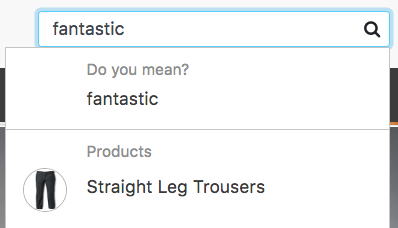 fantastic
Do you mean?
fantastic
Products
Straight Leg Trousers